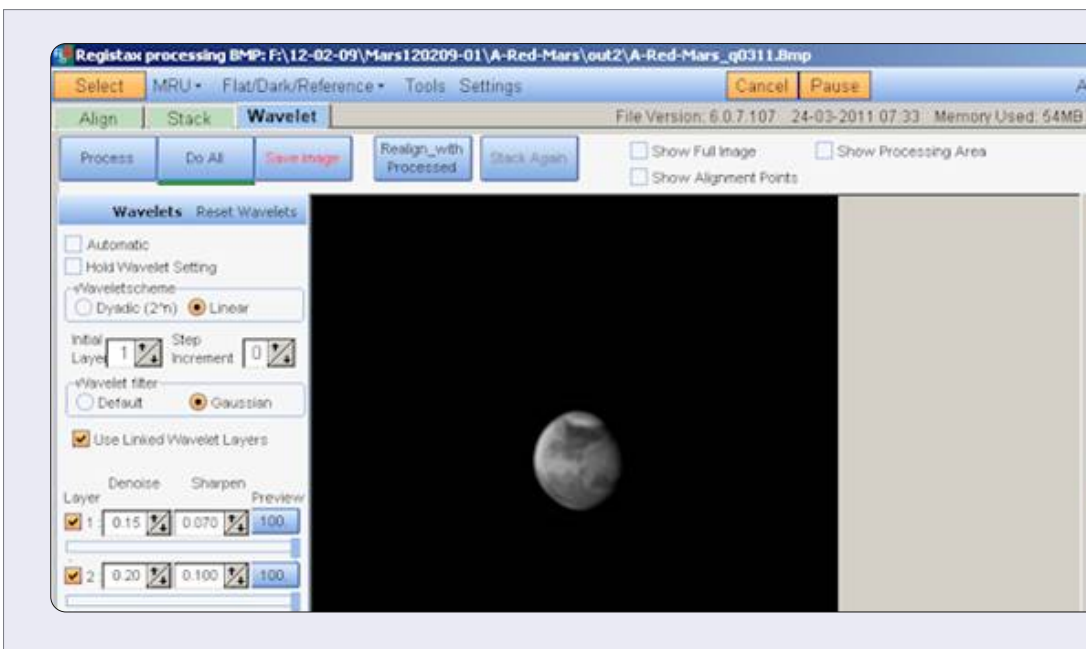 Registax processing BMP: F:\12-02-09\Mars120209-01\A-Red-Mars\out2\A-Red-Mars_q0311.Bmp
Select MRU Flat/Dark/Reference Tools Settings Cancel Pause A
Align Stack Wavelet File Version: 6.0.7.107 24-03-2011 07:33 Memory Used: 54MB
Process Do All Save Image Realign_with Processed Stack Again Show Full Image Show Processing Area
Show Alignment Points
Wavelets Reset Wavelets
Automatic
Hold Wavelet Setting
Waveletscheme
Dyadic (2^n) Linear
Initial Layer 1 Step Increment 0
Wavelet filter
Default Gaussian
Use Linked Wavelet Layers
Denoise Sharpen
Layer Preview
1 : 0.15 0.070 100
2 : 0.20 0.100 100